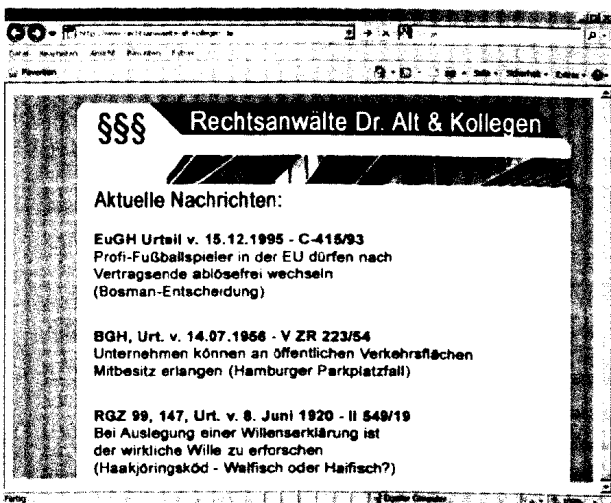 Favoriten
§§§ Rechtsanwälte Dr. Alt & Kollegen
Aktuelle Nachrichten:
EuGH Urteil v. 15.12.1995 - C-415/93
Profi-Fußballspieler in der EU dürfen nach
Vertragsende ablösefrei wechseln
(Bosman-Entscheidung)
BGH, Urt. v. 14.07.1956 - V ZR 223/54
Unternehmen können an öffentlichen Verkehrsflächen
Mitbesitz erlangen (Hamburger Parkplatzfall)
RGZ 99, 147, Urt. v. 8. Juni 1920 - II 549/19
Bei Auslegung einer Willenserklärung ist
der wirkliche Wille zu erforschen
(Haakjöringsköd - Walfisch oder Haifisch?)
Fertig